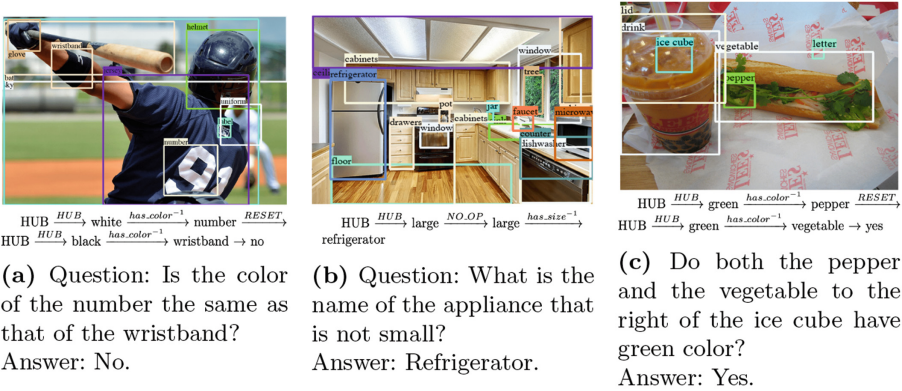 glove
wristband
helmet
bat
sky
uniform
number
9
HUB HUB→ white has_color⁻¹→ number RESET→
HUB HUB→ black has_color⁻¹→ wristband → no
(a) Question: Is the color
of the number the same as
that of the wristband?
Answer: No.
cabinets
window
refrigerator
tree
pot
jar
drawers
window
cabinets
faucet
microwave
counter
dishwasher
floor
HUB HUB→ large NO_OP→ large has_size⁻¹→
refrigerator
(b) Question: What is the
name of the appliance that
is not small?
Answer: Refrigerator.
lid
drink
ice cube
vegetable
letter
pepper
HUB HUB→ green has_color⁻¹→ pepper RESET→
HUB HUB→ green has_color⁻¹→ vegetable → yes
(c) Do both the pepper
and the vegetable to the
right of the ice cube have
green color?
Answer: Yes.